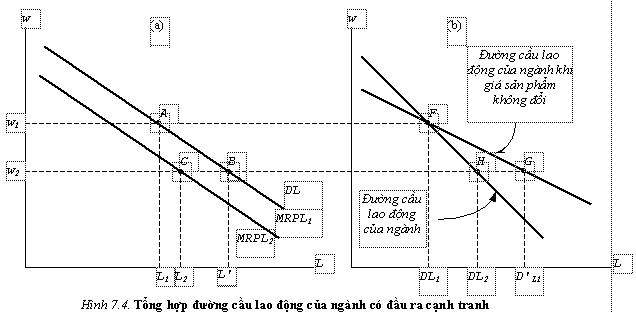 w
(a)
w
(b)
Đường cầu lao
động của ngành khi
giá sản phẩm
không đổi
A
F
w1
C
B
H
G
w2
DL
Đường cầu
lao động
của ngành
MRPL1
MRPL2
L
L
L1
L2
L'
DL1
DL2
D'L1
Hình 7.4. Tổng hợp đường cầu lao động của ngành có đầu ra cạnh tranh